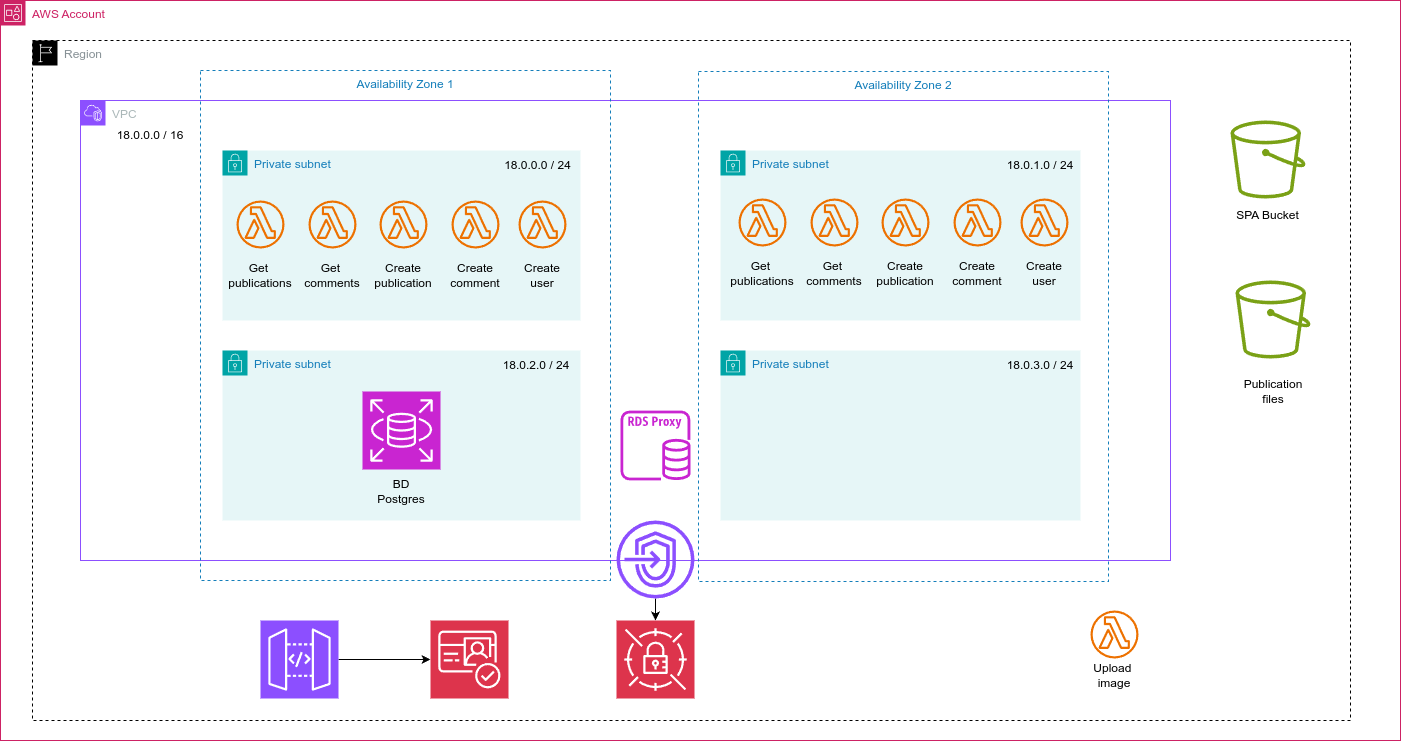 AWS Account
Region
Availability Zone 1
Availability Zone 2
VPC
18.0.0.0 / 16
Private subnet
18.0.0.0 / 24
Get
publications
Get
comments
Create
publication
Create
comment
Create
user
Private subnet
18.0.1.0 / 24
Get
publications
Get
comments
Create
publication
Create
comment
Create
user
SPA Bucket
Private subnet
18.0.2.0 / 24
BD
Postgres
RDS Proxy
Private subnet
18.0.3.0 / 24
Publication
files
</>
Upload
image